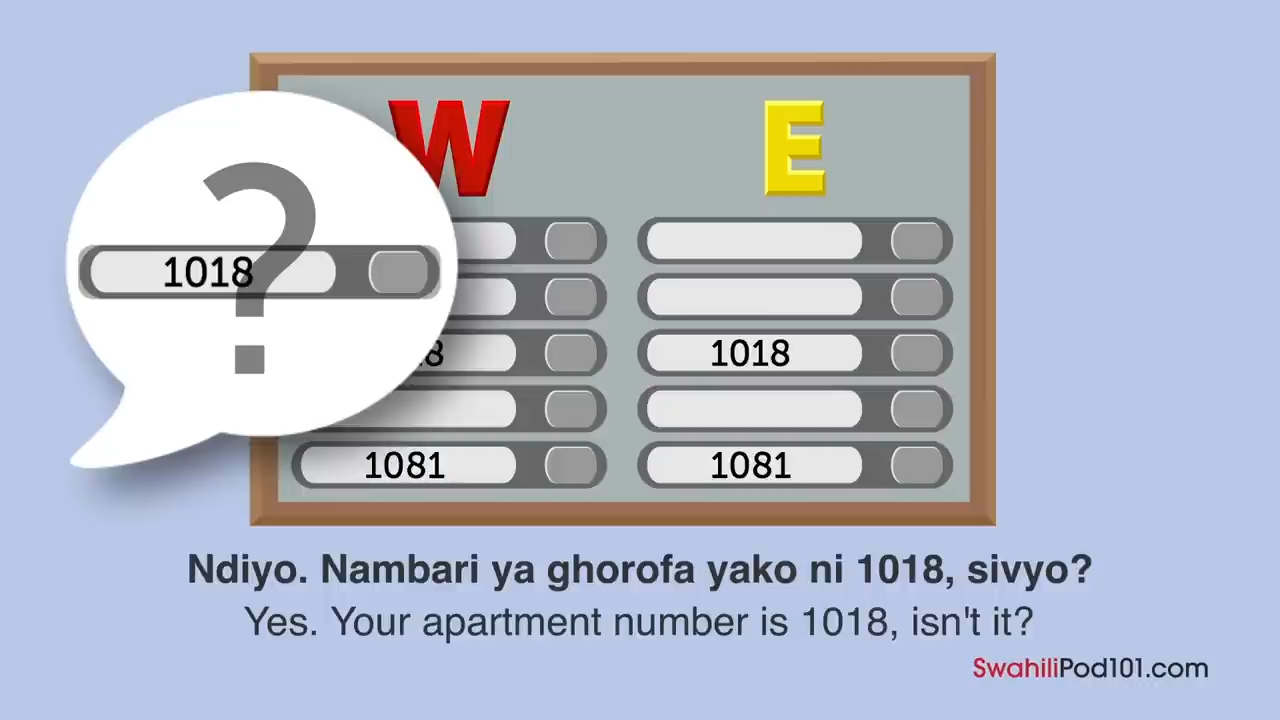 W E
?
1018
1018
1081 1081
Ndiyo. Nambari ya ghorofa yako ni 1018, sivyo?
Yes. Your apartment number is 1018, isn't it?
SwahiliPod101.com